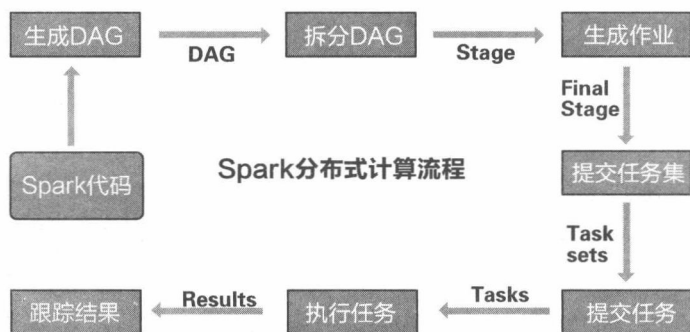 生成DAG
DAG
拆分DAG
Stage
生成作业
Final
Stage
Spark代码
Spark分布式计算流程
提交任务集
Task
sets
跟踪结果
Results
执行任务
Tasks
提交任务